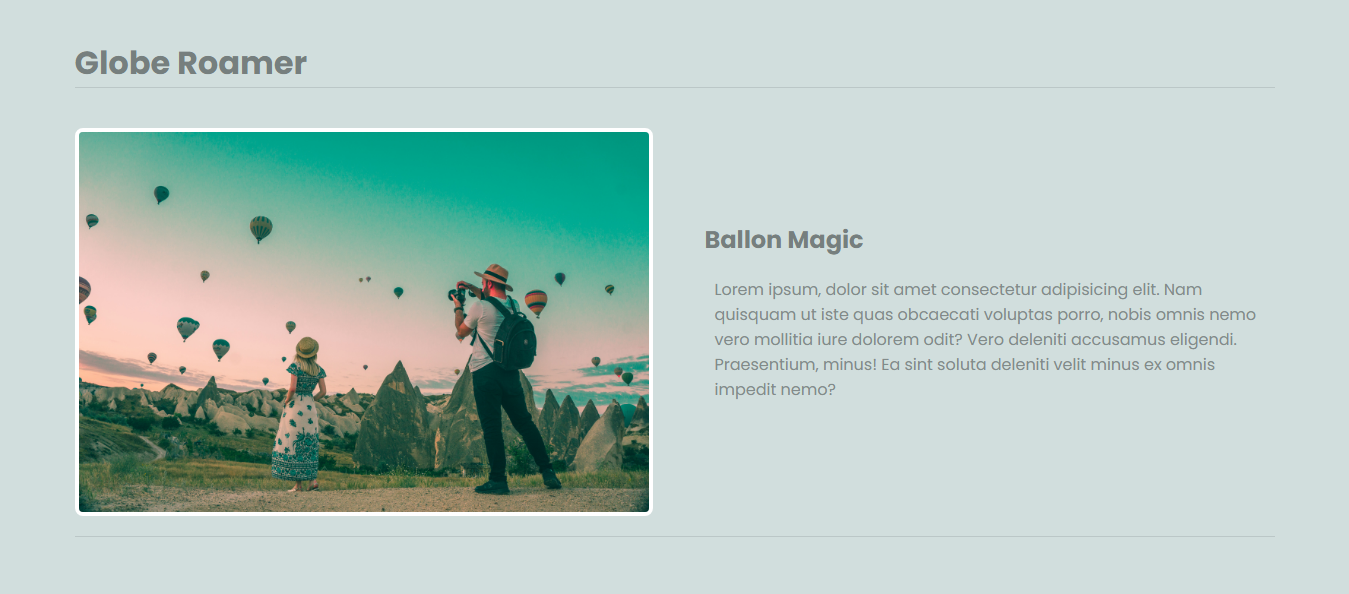 Globe Roamer
Ballon Magic
Lorem ipsum, dolor sit amet consectetur adipisicing elit. Nam
quisquam ut iste quas obcaecati voluptas porro, nobis omnis nemo
vero mollitia iure dolorem odit? Vero deleniti accusamus eligendi.
Praesentium, minus! Ea sint soluta deleniti velit minus ex omnis
impedit nemo?